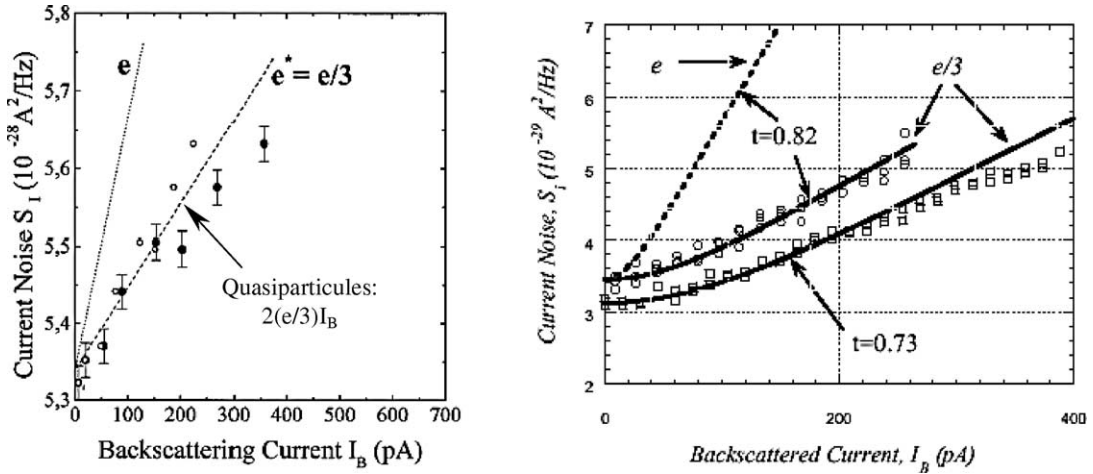 5,8
5,7
5,6
5,5
5,4
5,3
Current Noise S_I (10 ⁻²⁸A²/Hz)
e
e* = e/3
Quasiparticules:
2(e/3)I_B
0 100 200 300 400 500 600 700
Backscattering Current I_B (pA)
7
6
5
4
3
2
Current Noise, S_i (10 ⁻²⁹ A²/Hz)
e
e/3
t=0.82
t=0.73
0 200 400
Backscattered Current, I_B (pA)